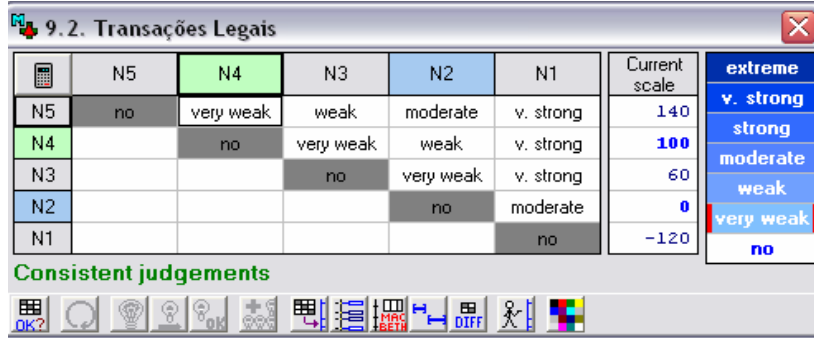 9.2. Transações Legais
N5 N4 N3 N2 N1 Current scale extreme
N5 no very weak weak moderate v. strong 140 v. strong
N4 no very weak weak v. strong 100 strong
N3 no very weak v. strong 60 moderate
N2 no moderate 0 weak
N1 no -120 very weak
no
Consistent judgements
OK? OK MAC BETH DIFF